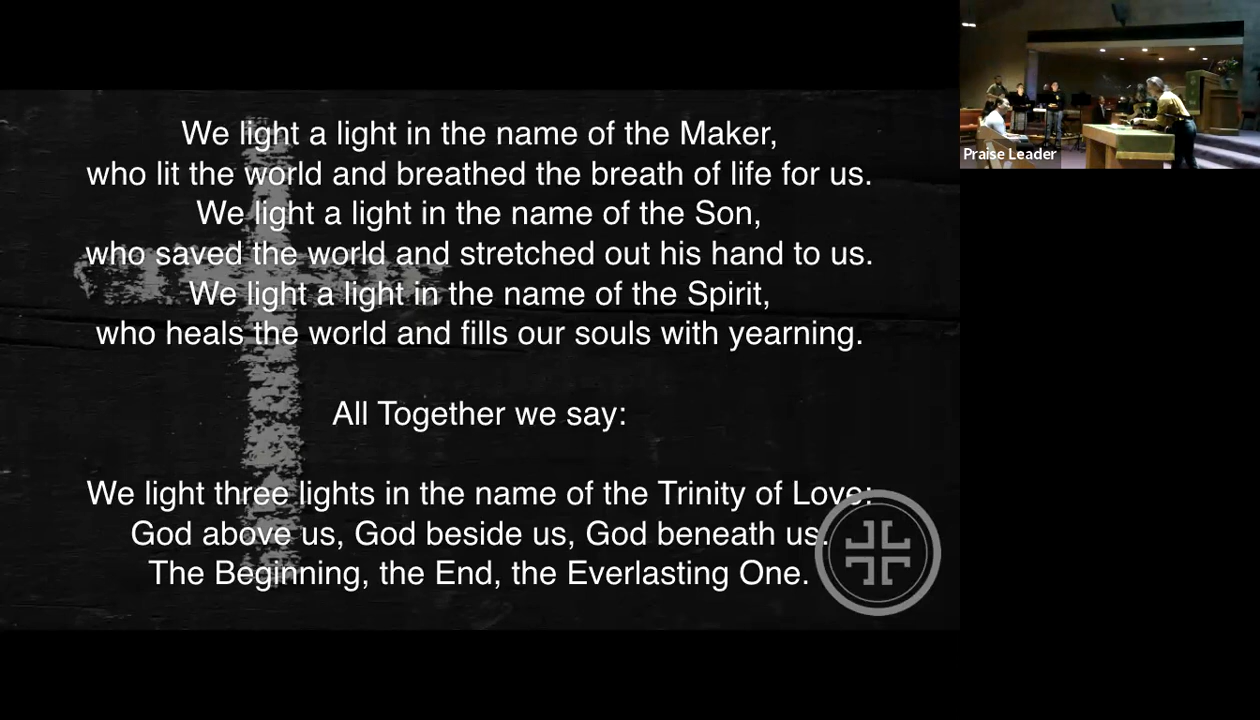 We light a light in the name of the Maker,
who lit the world and breathed the breath of life for us.
We light a light in the name of the Son,
who saved the world and stretched out his hand to us.
We light a light in the name of the Spirit,
who heals the world and fills our souls with yearning.
All Together we say:
We light three lights in the name of the Trinity of Love:
God above us, God beside us, God beneath us.
The Beginning, the End, the Everlasting One.
Praise Leader